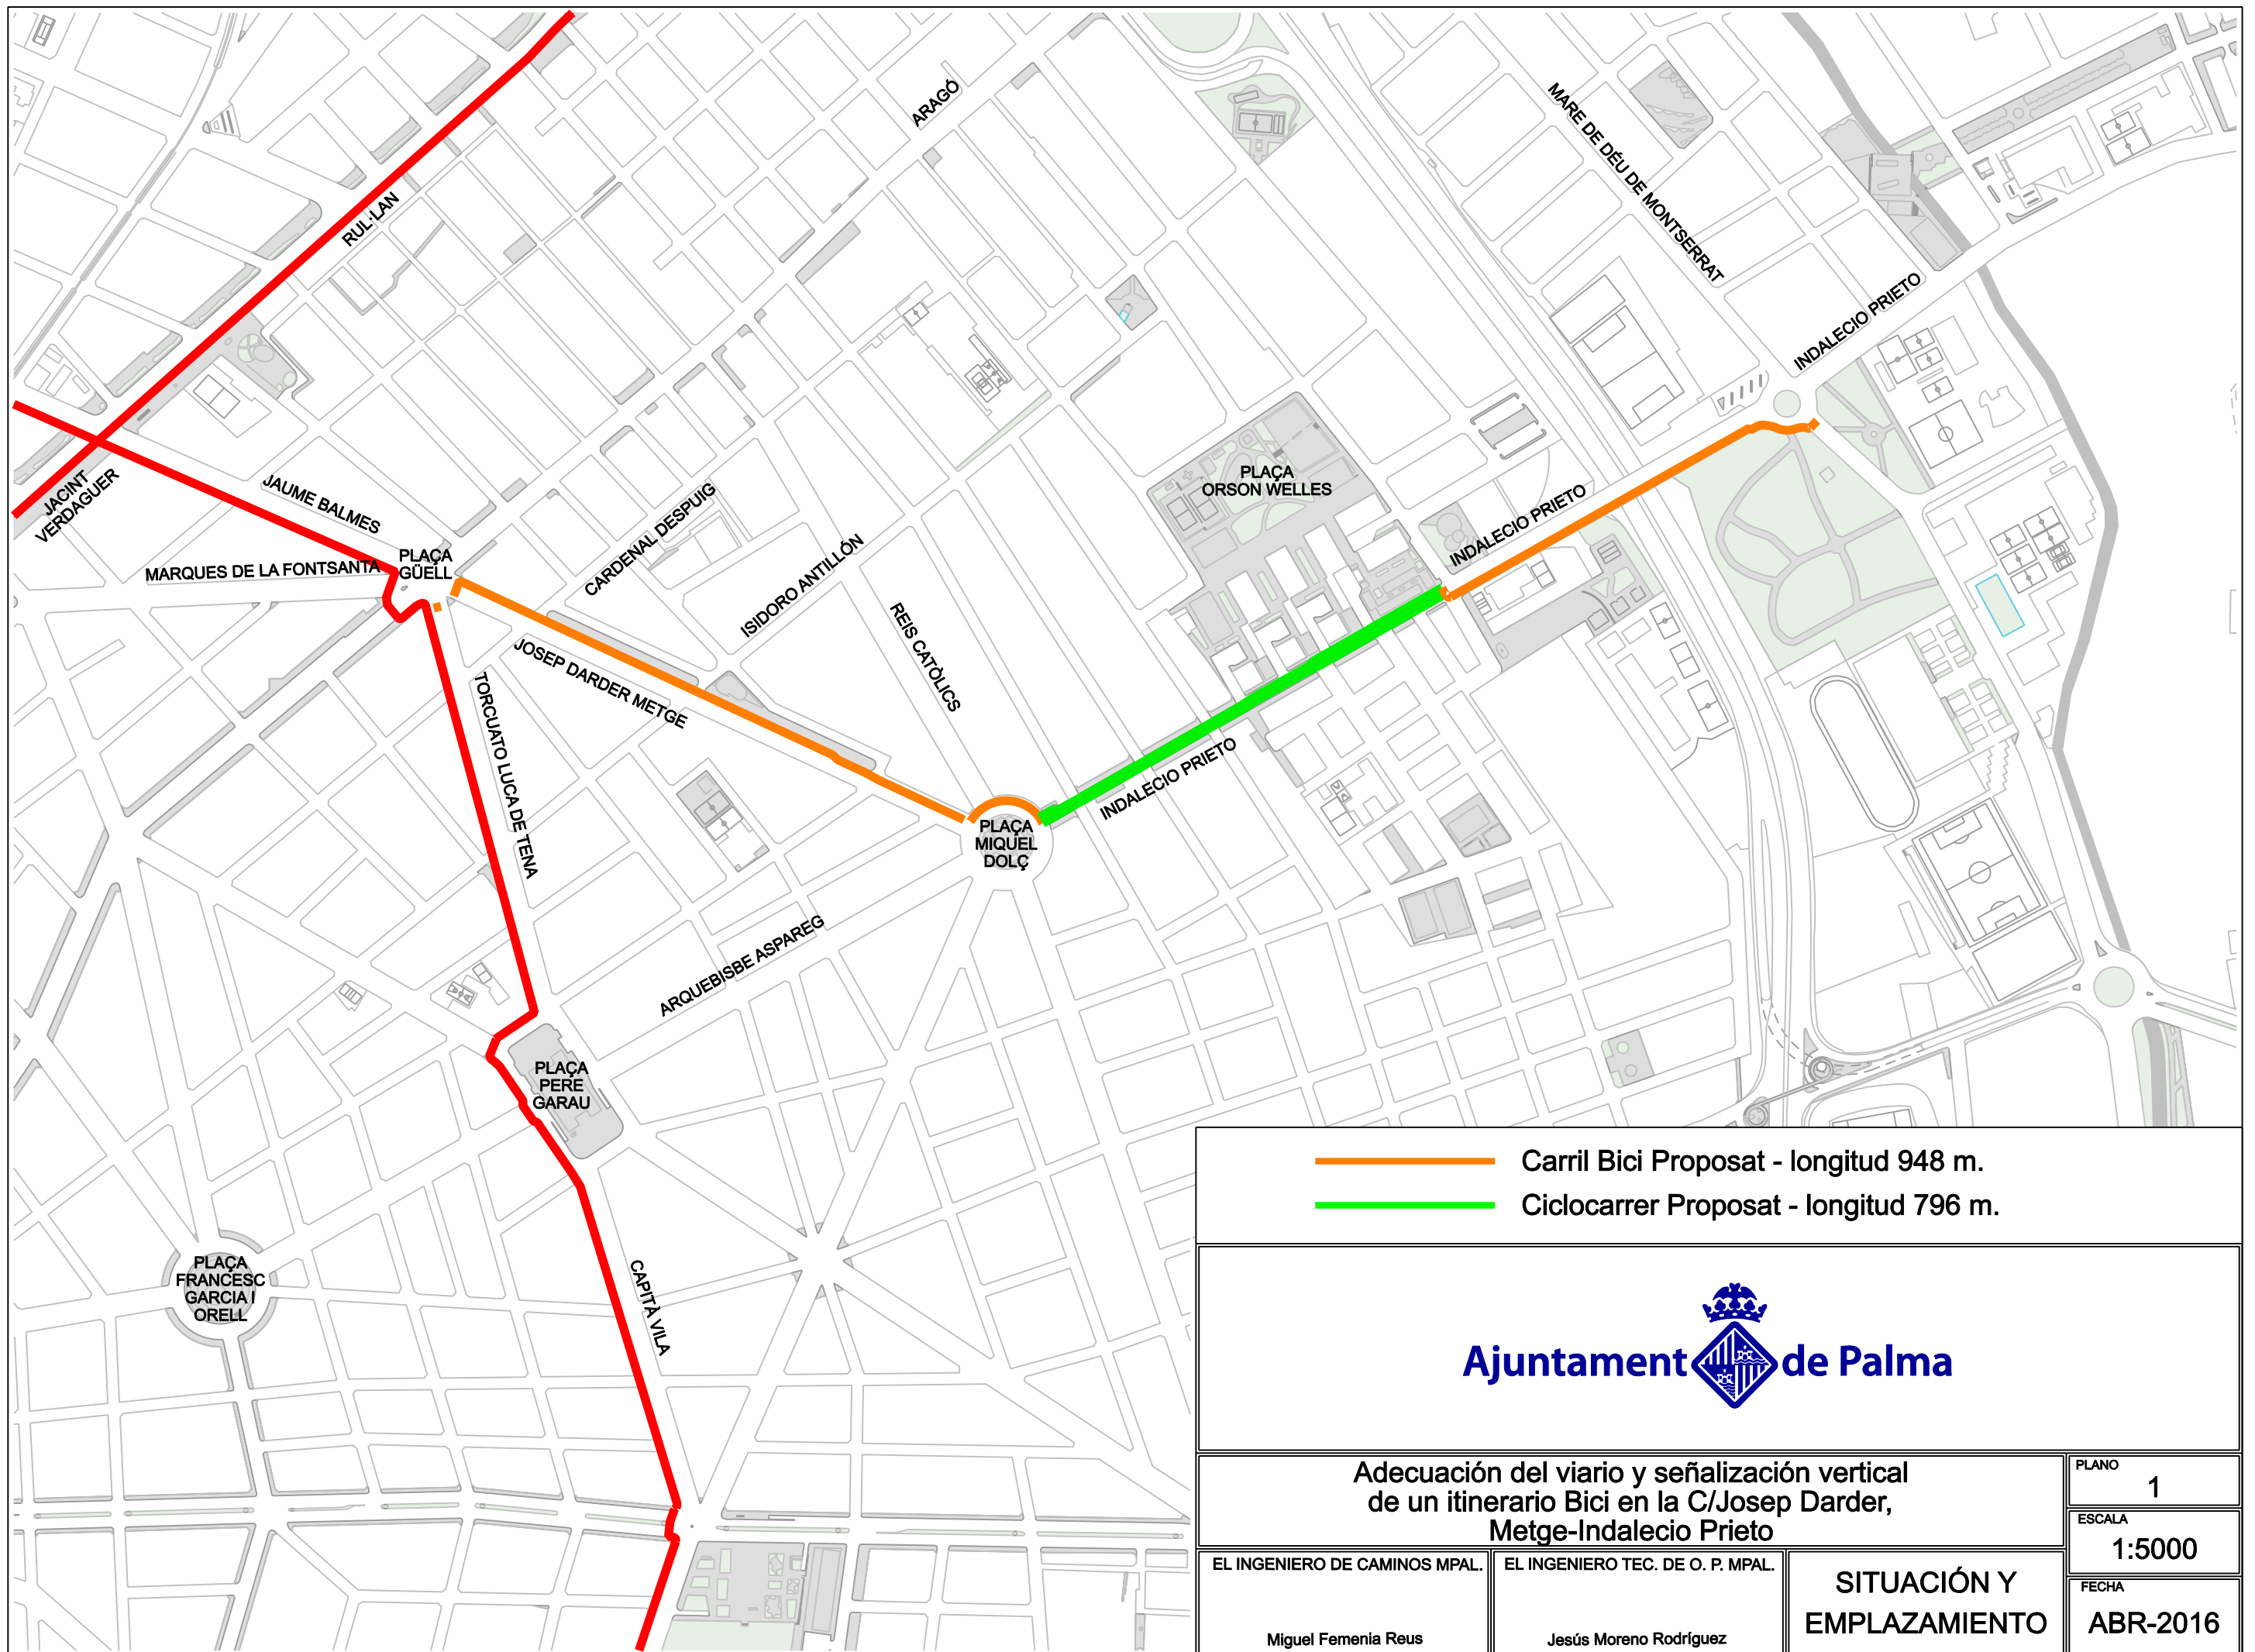 ARAGÓ
MARE DE DÉU DE MONTSERRAT
RUL·LAN
INDALECIO PRIETO
PLAÇA
ORSON WELLES
JACINT
VERDAGUER
JAUME BALMES
CARDENAL DESPUIG
INDALECIO PRIETO
MARQUES DE LA FONTSANTA
PLAÇA
GÜELL
ISIDORO ANTILLÓN
REIS CATÒLICS
JOSEP DARDER METGE
TORCUATO LUCA DE TENA
INDALECIO PRIETO
PLAÇA
MIQUEL
DOLÇ
ARQUEBISBE ASPAREG
PLAÇA
PERE
GARAU
PLAÇA
FRANCESC
GARCIA I
ORELL
CAPITÀ VILA
Carril Bici Proposat - longitud 948 m.
Ciclocarrer Proposat - longitud 796 m.
Ajuntament de Palma
Adecuación del viario y señalización vertical
de un itinerario Bici en la C/Josep Darder,
Metge-Indalecio Prieto
PLANO
1
ESCALA
1:5000
EL INGENIERO DE CAMINOS MPAL.
Miguel Femenia Reus
EL INGENIERO TEC. DE O. P. MPAL.
Jesús Moreno Rodríguez
SITUACIÓN Y
EMPLAZAMIENTO
FECHA
ABR-2016